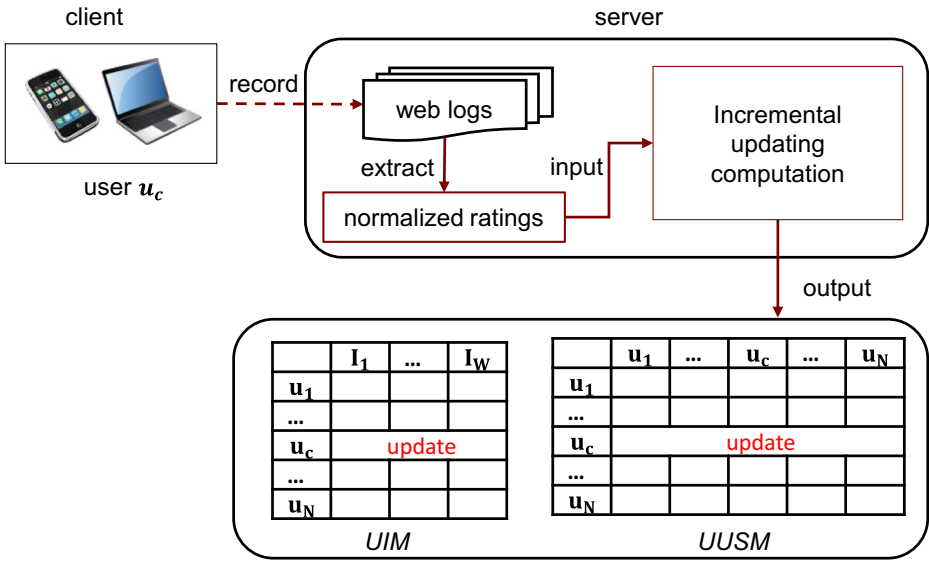 client
server
record
web logs
Incremental
updating
computation
user u_c
extract
input
normalized ratings
output
I_1 ... I_W
u_1
...
u_c update
...
u_N
UIM
u_1 ... u_c ... u_N
u_1
...
u_c update
...
u_N
UUSM